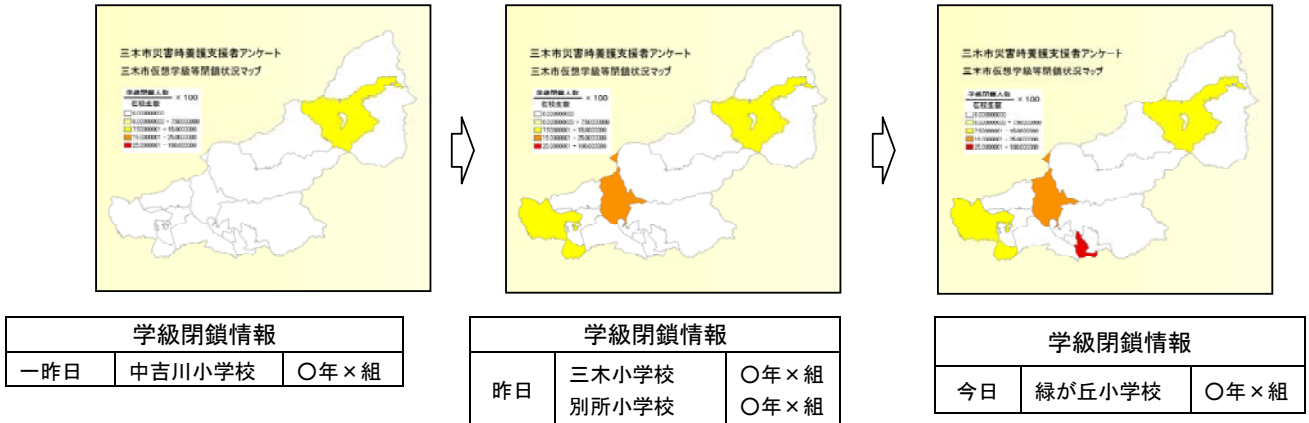 三木市災害時養護支援者アンケート
三木市仮想学級等閉鎖状況マップ
学級閉鎖人数
在校生数
× 100
三木市災害時養護支援者アンケート
三木市仮想学級等閉鎖状況マップ
学級閉鎖人数
在校生数
× 100
三木市災害時養護支援者アンケート
三木市仮想学級等閉鎖状況マップ
学級閉鎖人数
在校生数
× 100
学級閉鎖情報
一昨日 中吉川小学校 〇年×組
学級閉鎖情報
昨日
三木小学校 〇年×組
別所小学校 〇年×組
学級閉鎖情報
今日 緑が丘小学校 〇年×組